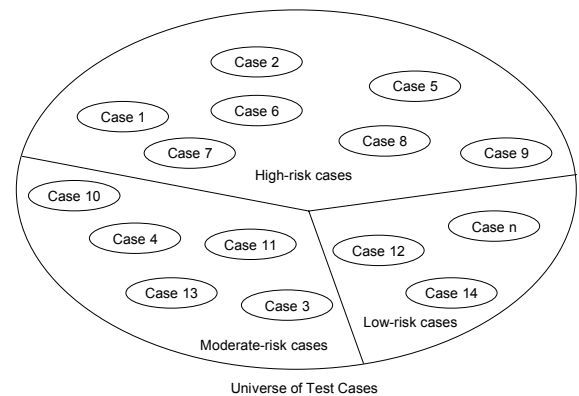 Case 2
Case 5
Case 6
Case 1
Case 8
Case 7
Case 9
High-risk cases
Case 10
Case n
Case 4
Case 11
Case 12
Case 13
Case 14
Case 3
Low-risk cases
Moderate-risk cases
Universe of Test Cases